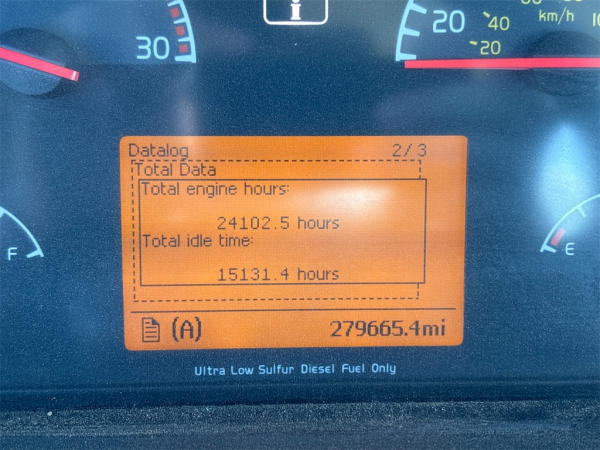 i
30
20
40
20
km/h
Datalog 2/3
Total Data
Total engine hours:
24102.5 hours
Total idle time:
15131.4 hours
F
E
(A) 279665.4mi
Ultra Low Sulfur Diesel Fuel Only